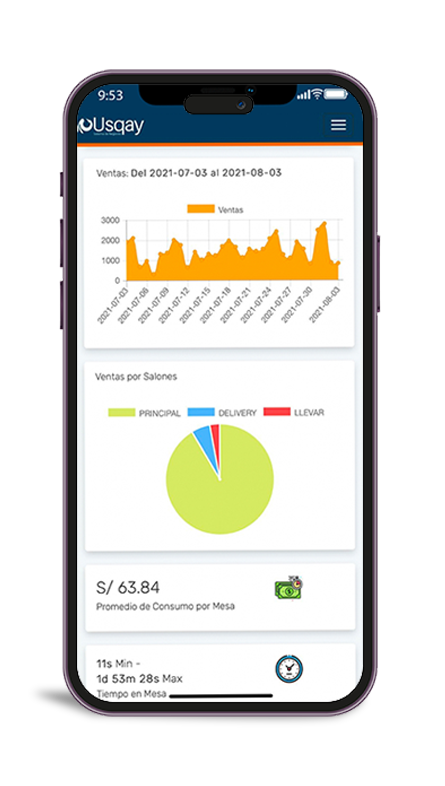 9:53
Usqay
Ventas: Del 2021-07-03 al 2021-08-03
Ventas
3000
2000
1000
0
2021-07-03
2021-07-06
2021-07-09
2021-07-12
2021-07-15
2021-07-18
2021-07-21
2021-07-24
2021-07-27
2021-07-30
2021-08-03
Ventas por Salones
PRINCIPAL DELIVERY LLEVAR
S/ 63.84
Promedio de Consumo por Mesa
11s Min -
1d 53m 28s Max
Tiempo en Mesa